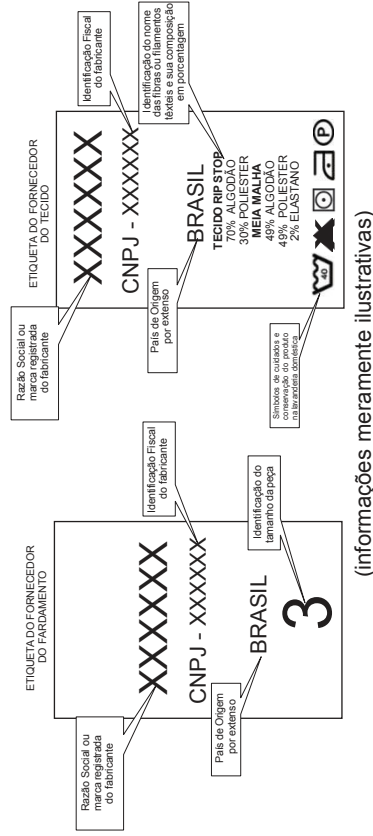 ETIQUETA DO FORNECEDOR
DO FARDAMENTO
Razão Social ou
marca registrada
do fabricante
XXXXXX
Identificação Fiscal
do fabricante
CNPJ - XXXXXX
País de Origem
por extenso
BRASIL
Identificação do
tamanho da peça
3
ETIQUETA DO FORNECEDOR
DO TECIDO
Razão Social ou
marca registrada
do fabricante
XXXXXX
Identificação Fiscal
do fabricante
CNPJ - XXXXXX
País de Origem
por extenso
BRASIL
Identificação do nome
das fibras ou filamentos
têxteis e sua composição
em porcentagem
TECIDO RIP STOP
70% ALGODÃO
30% POLIESTER
MEIA MALHA
49% ALGODÃO
49% POLIESTER
2% ELASTANO
Símbolos de cuidados e
conservação do produto
na lavanderia doméstica
40
P
(informações meramente ilustrativas)